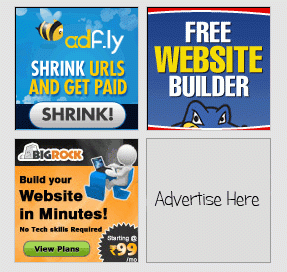 adf.ly
SHRINK URLS
AND GET PAID
SHRINK!
FREE
WEBSITE
BUILDER
BIGROCK
Build your
Website
in Minutes!
No Tech skills Required
View Plans
Starting @
₹99
/mo
Advertise Here